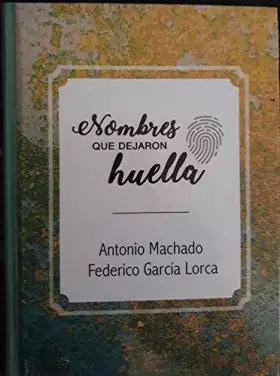 Nombres
QUE DEJARON
huella
Antonio Machado
Federico García Lorca